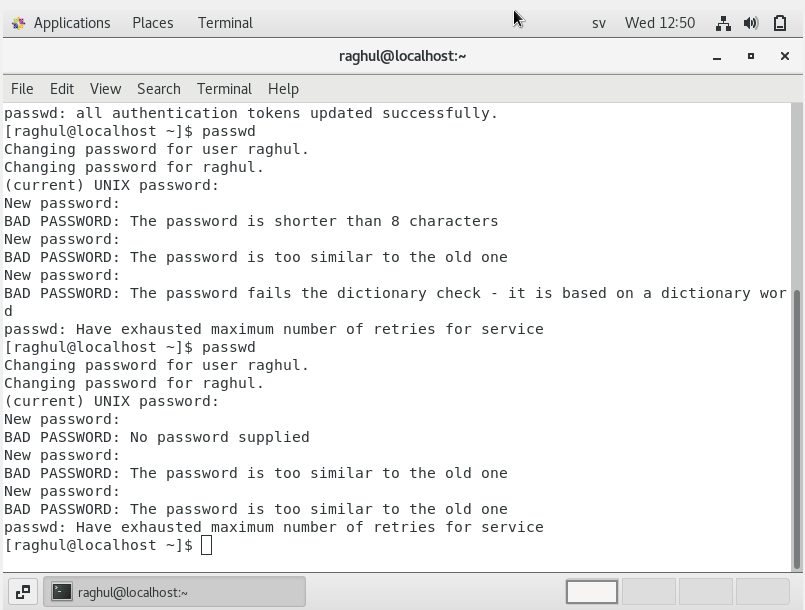 Applications Places Terminal sv Wed 12:50
raghul@localhost:~
File Edit View Search Terminal Help
passwd: all authentication tokens updated successfully.
[raghul@localhost ~]$ passwd
Changing password for user raghul.
Changing password for raghul.
(current) UNIX password:
New password:
BAD PASSWORD: The password is shorter than 8 characters
New password:
BAD PASSWORD: The password is too similar to the old one
New password:
BAD PASSWORD: The password fails the dictionary check - it is based on a dictionary wor
d
passwd: Have exhausted maximum number of retries for service
[raghul@localhost ~]$ passwd
Changing password for user raghul.
Changing password for raghul.
(current) UNIX password:
New password:
BAD PASSWORD: No password supplied
New password:
BAD PASSWORD: The password is too similar to the old one
New password:
BAD PASSWORD: The password is too similar to the old one
passwd: Have exhausted maximum number of retries for service
[raghul@localhost ~]$
raghul@localhost:~